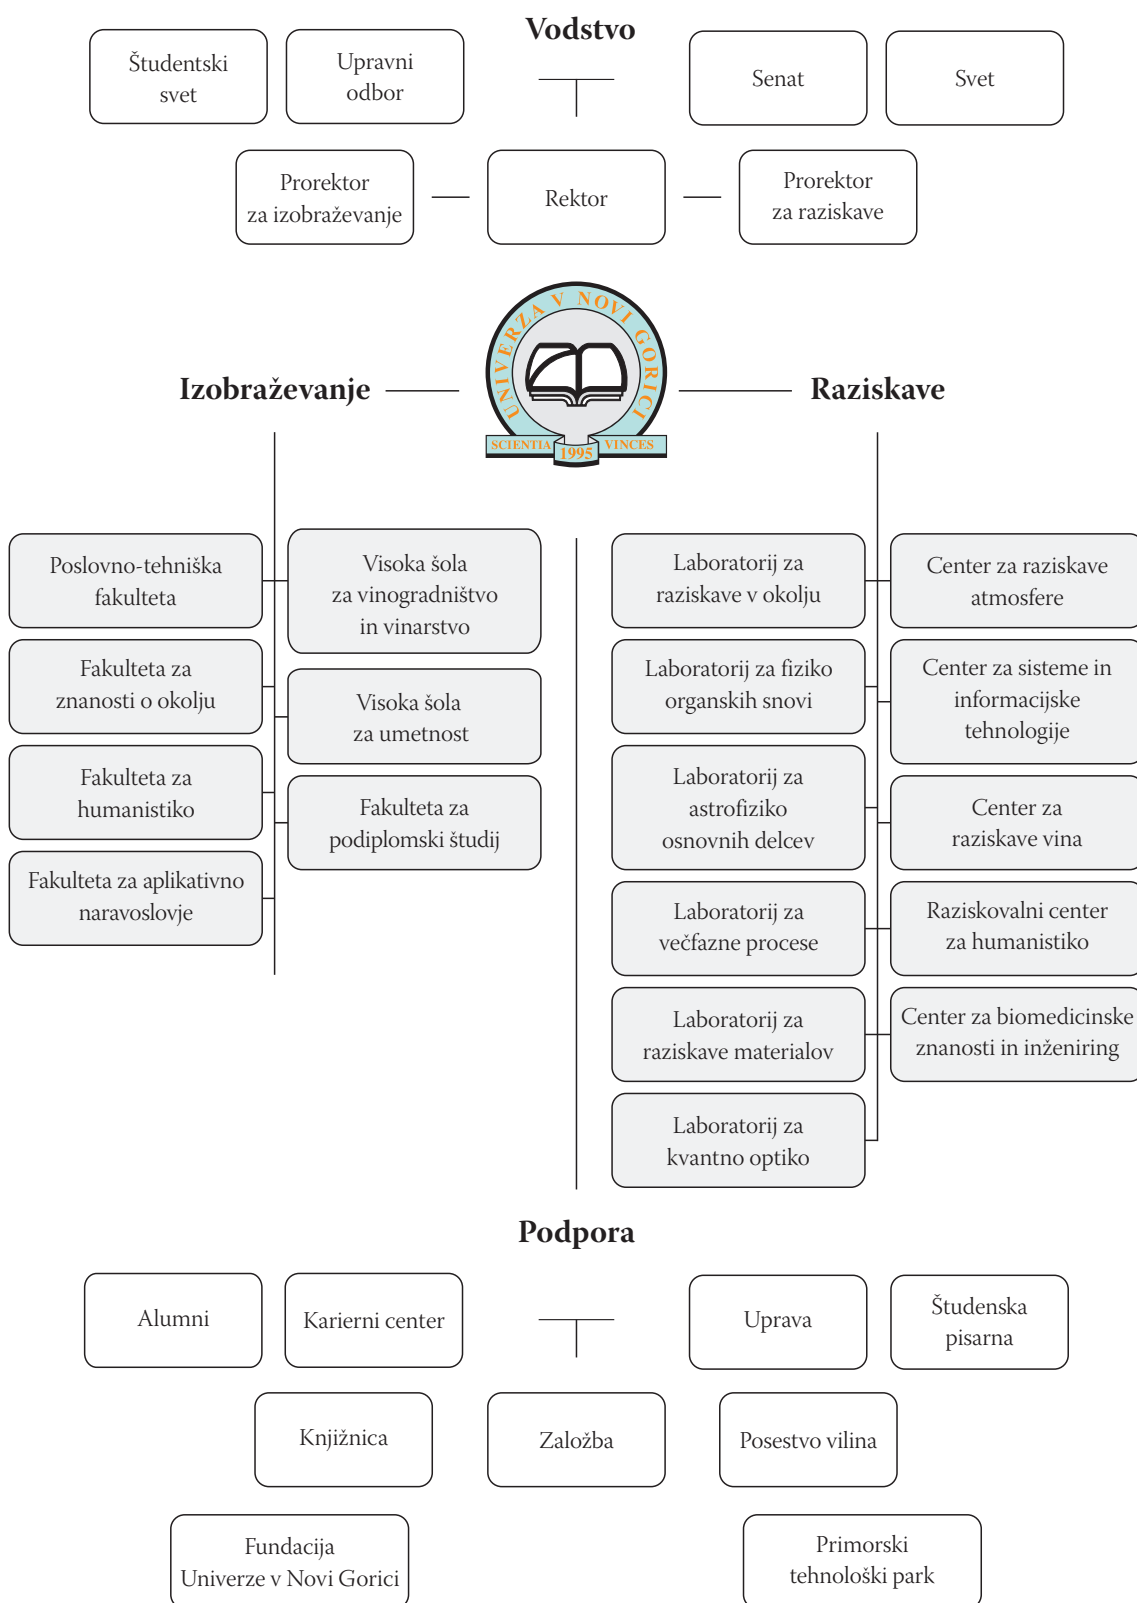 Vodstvo
Študentski
svet
Upravni
odbor
Senat
Svet
Prorektor
za izobraževanje
Rektor
Prorektor
za raziskave
UNIVERZA V NOVI GORICI
SCIENTIA
1995
VINCES
Izobraževanje
Raziskave
Poslovno-tehniška
fakulteta
Visoka šola
za vinogradništvo
in vinarstvo
Fakulteta za
znanosti o okolju
Visoka šola
za umetnost
Fakulteta za
humanistiko
Fakulteta za
podiplomski študij
Fakulteta za aplikativno
naravoslovje
Laboratorij za
raziskave v okolju
Center za raziskave
atmosfere
Laboratorij za fiziko
organskih snovi
Center za sisteme in
informacijske
tehnologije
Laboratorij za
astrofiziko
osnovnih delcev
Center za
raziskave vina
Laboratorij za
večfazne procese
Raziskovalni center
za humanistiko
Laboratorij za
raziskave materialov
Center za biomedicinske
znanosti in inženiring
Laboratorij za
kvantno optiko
Podpora
Alumni
Karierni center
Uprava
Študenska
pisarna
Knjižnica
Založba
Posestvo vilina
Fundacija
Univerze v Novi Gorici
Primorski
tehnološki park